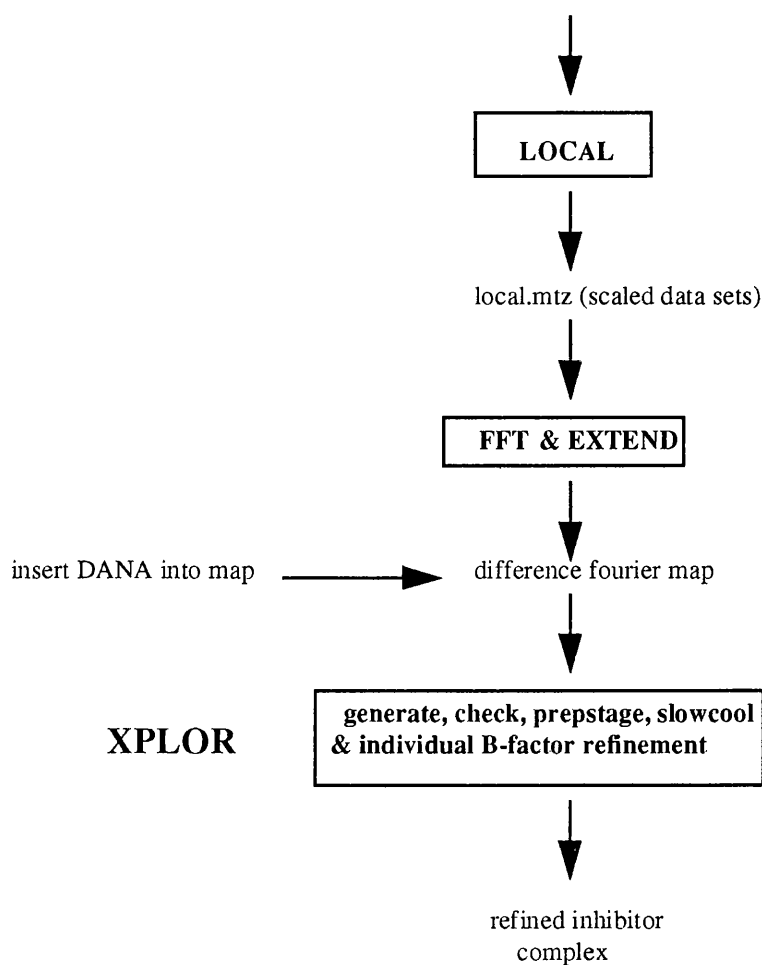 LOCAL
local.mtz (scaled data sets)
FFT & EXTEND
insert DANA into map
difference fourier map
XPLOR
generate, check, prepstage, slowcool
& individual B-factor refinement
refined inhibitor
complex